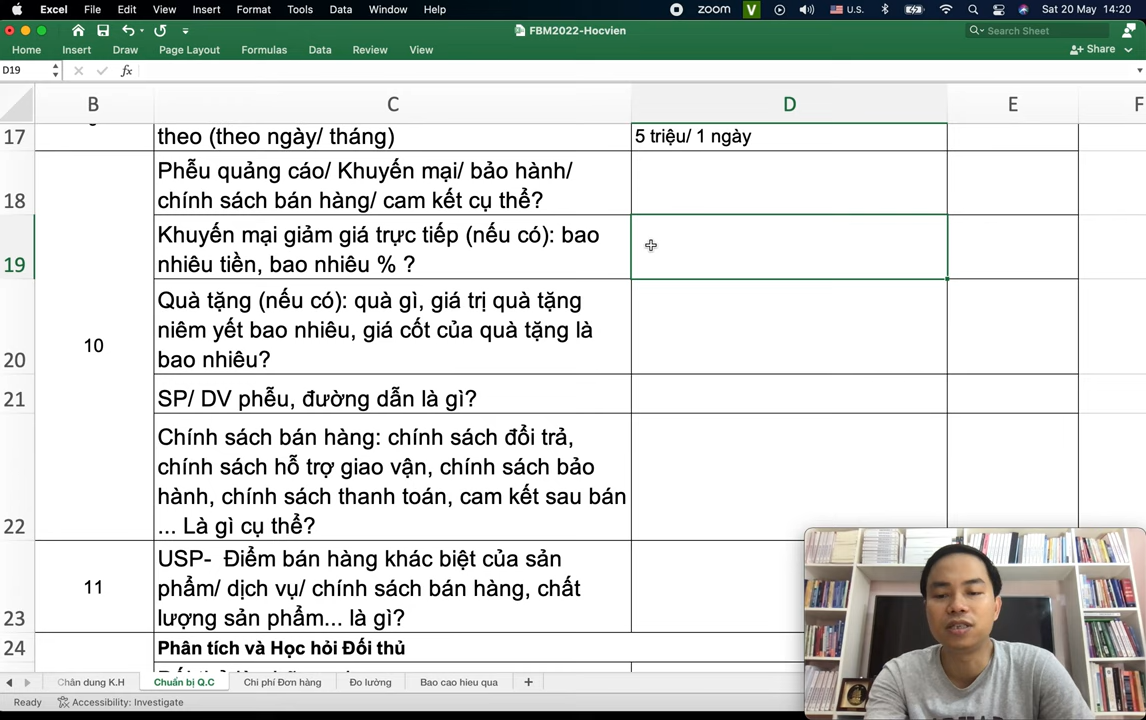 Excel File Edit View Insert Format Tools Data Window Help zoom V U.S. Sat 20 May 14:20
FBM2022-Hocvien
Search Sheet
Home Insert Draw Page Layout Formulas Data Review View
Share
D19 fx
B C D E F
17 theo (theo ngày/ tháng) 5 triệu/ 1 ngày
Phễu quảng cáo/ Khuyến mại/ bảo hành/
18 chính sách bán hàng/ cam kết cụ thể?
Khuyến mại giảm giá trực tiếp (nếu có): bao
19 nhiêu tiền, bao nhiêu % ?
Quà tặng (nếu có): quà gì, giá trị quà tặng
10 niêm yết bao nhiêu, giá cốt của quà tặng là
20 bao nhiêu?
21 SP/ DV phễu, đường dẫn là gì?
Chính sách bán hàng: chính sách đổi trả,
chính sách hỗ trợ giao vận, chính sách bảo
hành, chính sách thanh toán, cam kết sau bán
22 ... Là gì cụ thể?
USP- Điểm bán hàng khác biệt của sản
11 phẩm/ dịch vụ/ chính sách bán hàng, chất
23 lượng sản phẩm... là gì?
24 Phân tích và Học hỏi Đối thủ
Chân dung K.H Chuẩn bị Q.C Chi phí Đơn hàng Đo lường Bao cao hieu qua
Ready Accessibility: Investigate